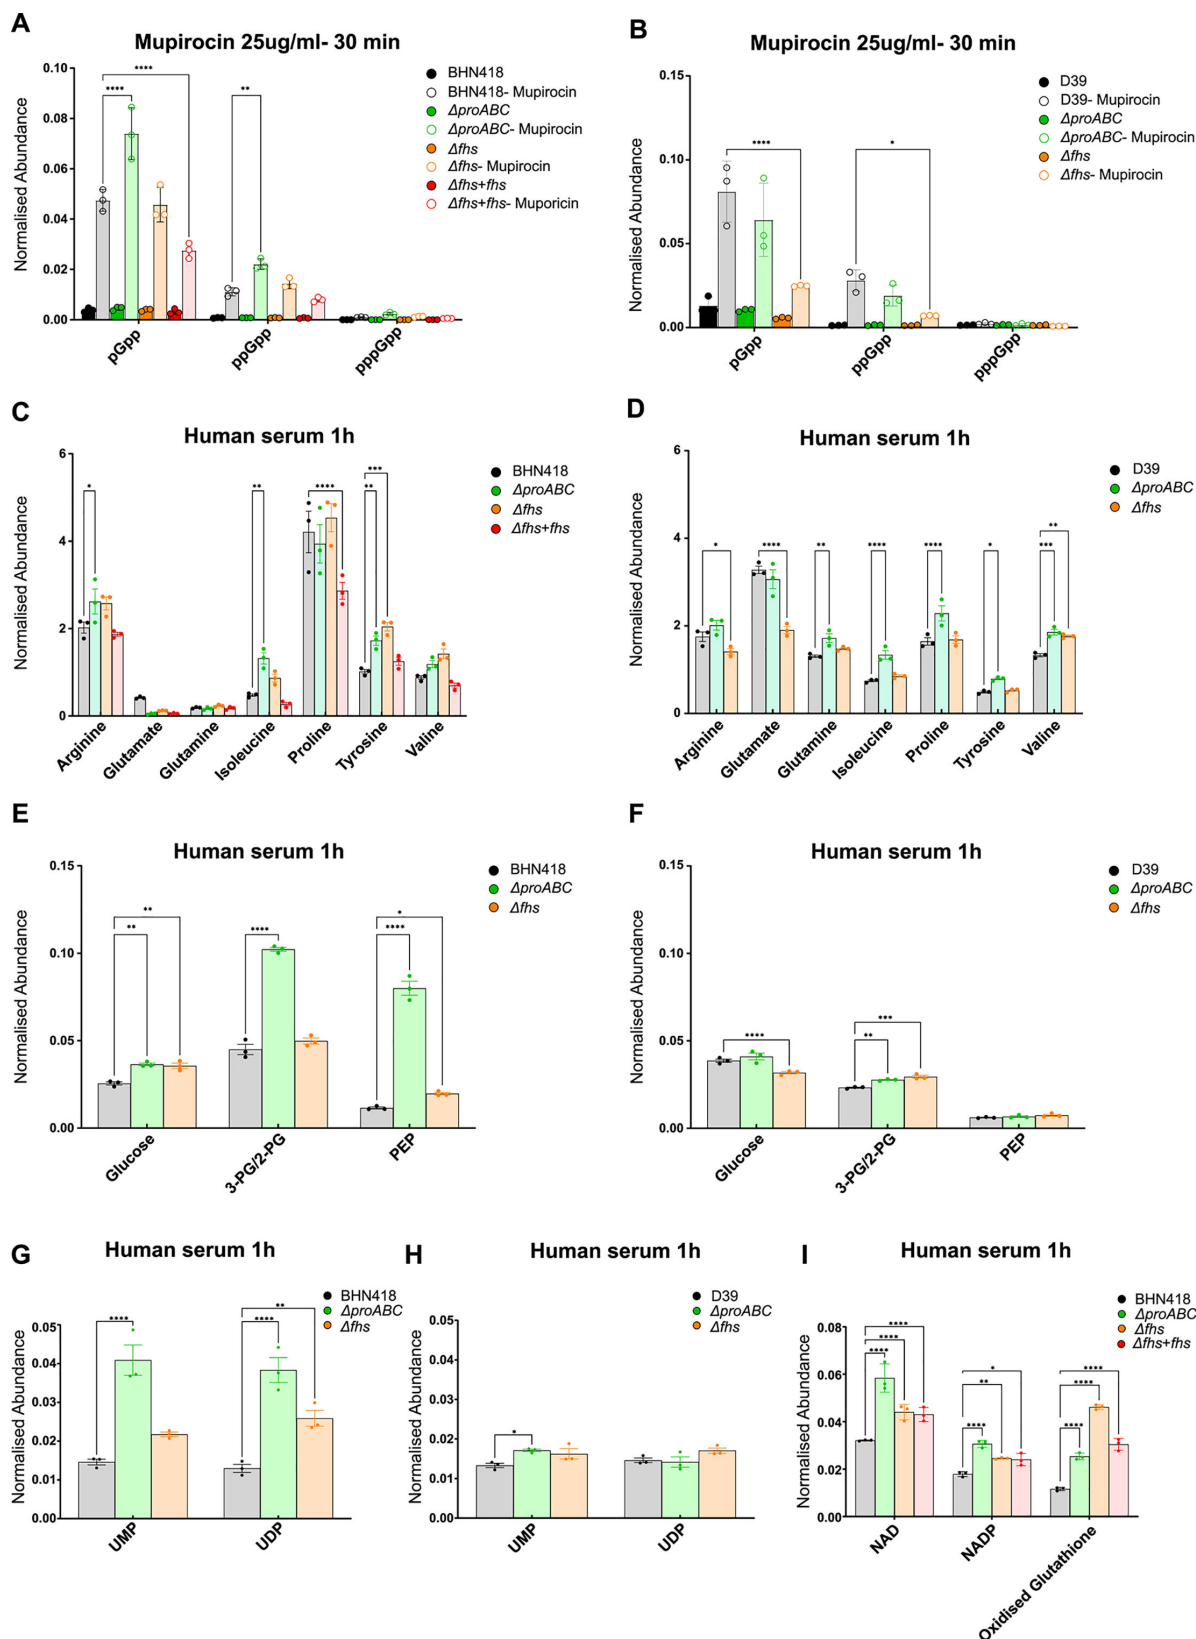 A
Mupirocin 25ug/ml- 30 min
Normalised Abundance
0.10
0.08
0.06
0.04
0.02
0.00
****
****
**
pGpp
ppGpp
pppGpp
BHN418
BHN418- Mupirocin
ΔproABC
ΔproABC- Mupirocin
Δfhs
Δfhs- Mupirocin
Δfhs+fhs
Δfhs+fhs- Muporicin
B
Mupirocin 25ug/ml- 30 min
Normalised Abundance
0.15
0.10
0.05
0.00
****
*
pGpp
ppGpp
pppGpp
D39
D39- Mupirocin
ΔproABC
ΔproABC- Mupirocin
Δfhs
Δfhs- Mupirocin
C
Human serum 1h
Normalised Abundance
6
4
2
0
*
**
****
***
**
Arginine
Glutamate
Glutamine
Isoleucine
Proline
Tyrosine
Valine
BHN418
ΔproABC
Δfhs
Δfhs+fhs
D
Human serum 1h
Normalised Abundance
6
4
2
0
*
****
**
****
****
*
**
***
Arginine
Glutamate
Glutamine
Isoleucine
Proline
Tyrosine
Valine
D39
ΔproABC
Δfhs
E
Human serum 1h
Normalised Abundance
0.15
0.10
0.05
0.00
**
**
****
*
****
Glucose
3-PG/2-PG
PEP
BHN418
ΔproABC
Δfhs
F
Human serum 1h
Normalised Abundance
0.15
0.10
0.05
0.00
****
***
**
Glucose
3-PG/2-PG
PEP
D39
ΔproABC
Δfhs
G
Human serum 1h
Normalised Abundance
0.05
0.04
0.03
0.02
0.01
0.00
****
**
****
UMP
UDP
BHN418
ΔproABC
Δfhs
H
Human serum 1h
Normalised Abundance
0.05
0.04
0.03
0.02
0.01
0.00
*
UMP
UDP
D39
ΔproABC
Δfhs
I
Human serum 1h
Normalised Abundance
0.08
0.06
0.04
0.02
0.00
****
****
****
*
**
****
****
****
****
NAD
NADP
Oxidised Glutathione
BHN418
ΔproABC
Δfhs
Δfhs+fhs